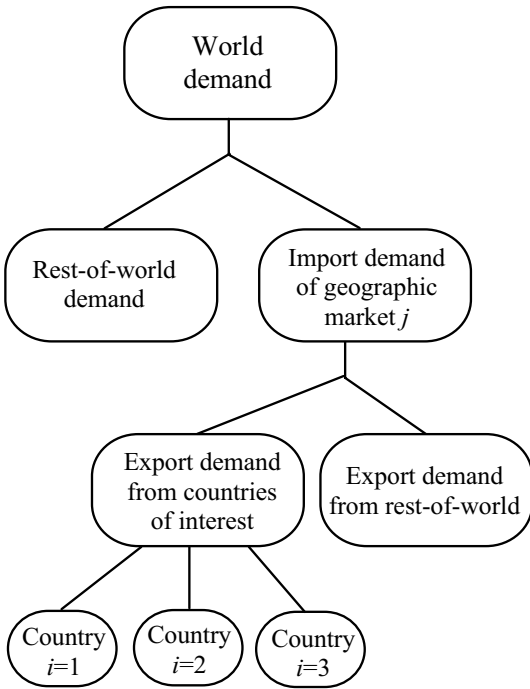 World
demand
Rest-of-world
demand
Import demand
of geographic
market j
Export demand
from countries
of interest
Export demand
from rest-of-world
Country
i=1
Country
i=2
Country
i=3